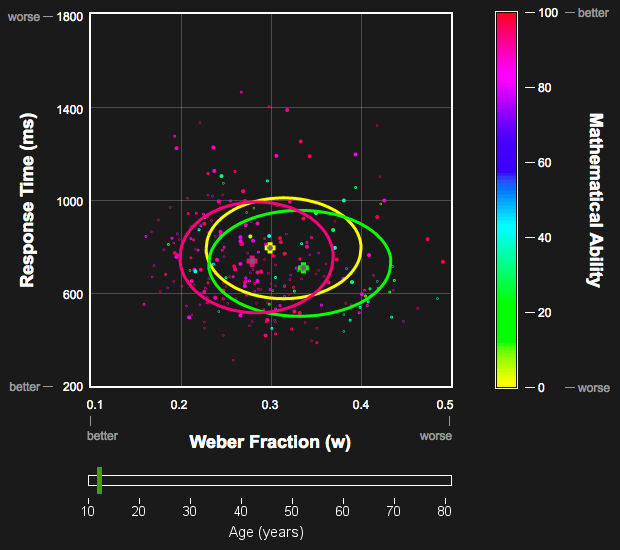 worse
1800
1400
1000
600
better
200
Response Time (ms)
0.1
0.2
0.3
0.4
0.5
better
worse
Weber Fraction (w)
10
20
30
40
50
60
70
80
Age (years)
100
better
80
60
40
20
0
worse
Mathematical Ability